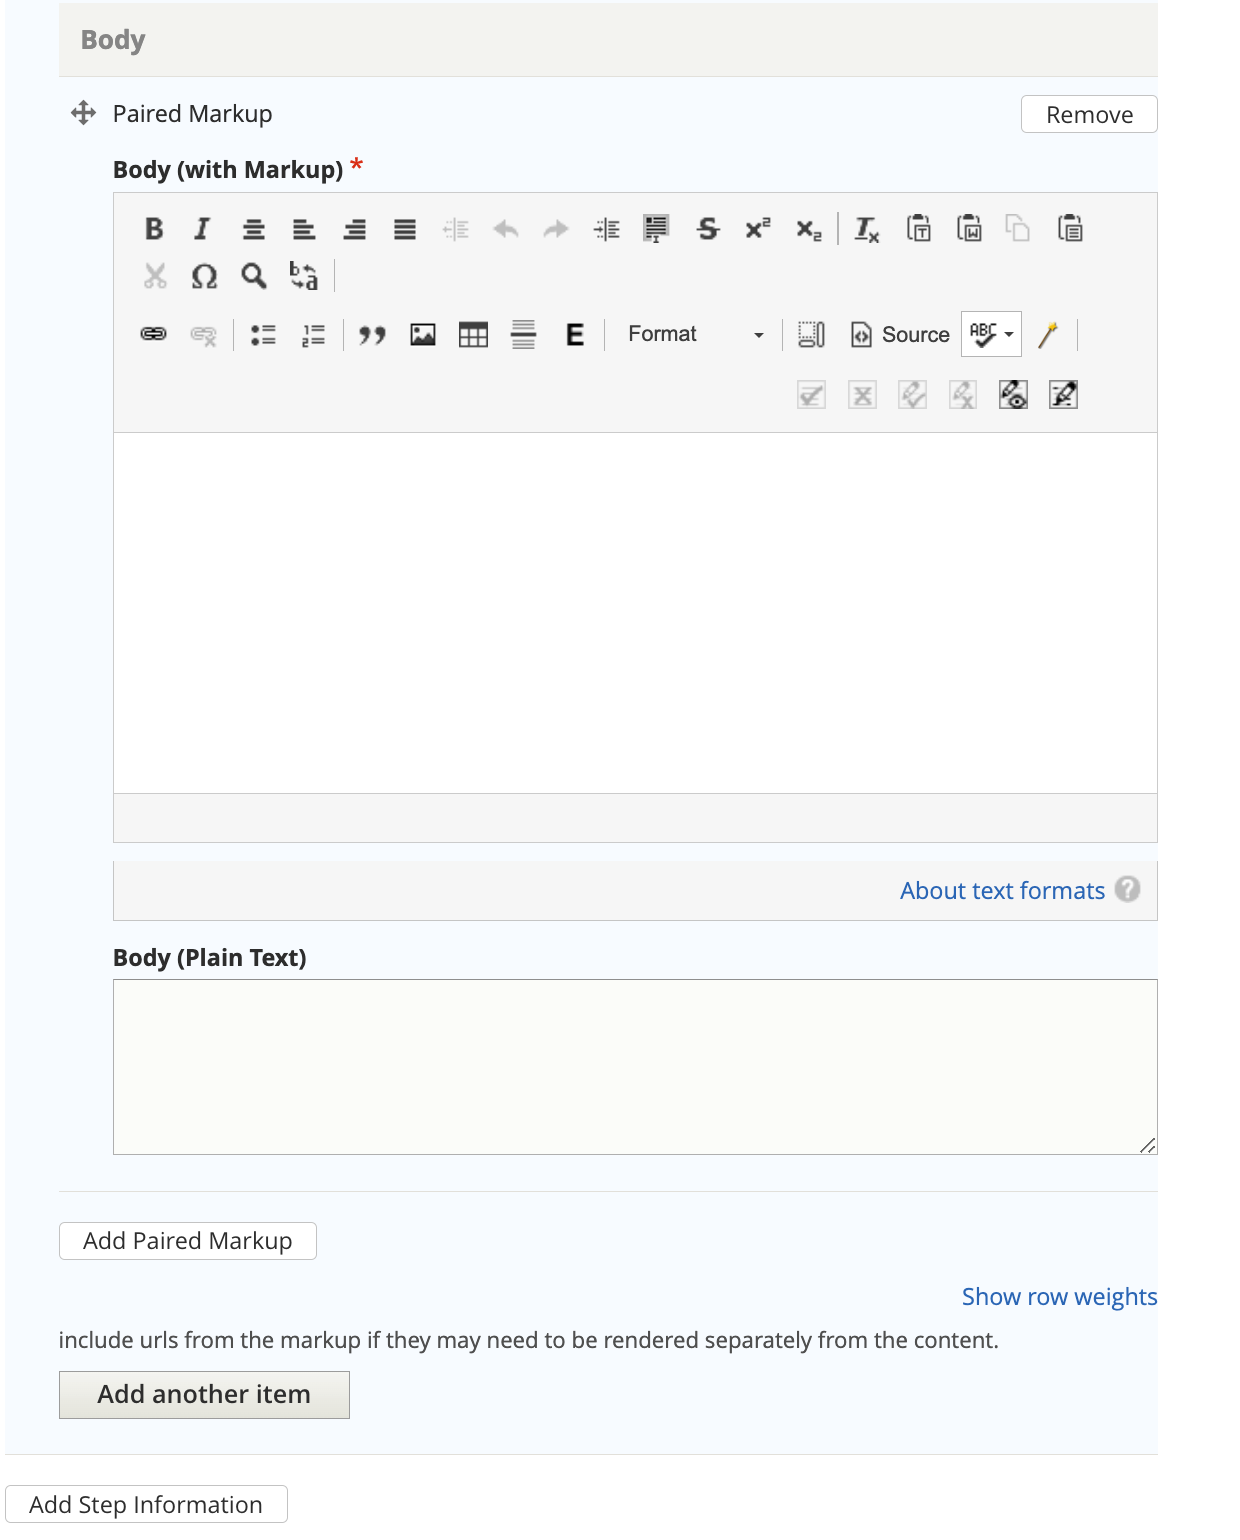 Body
Paired Markup
Remove
Body (with Markup) *
Format
Source
ABC
About text formats ?
Body (Plain Text)
Add Paired Markup
Show row weights
include urls from the markup if they may need to be rendered separately from the content.
Add another item
Add Step Information